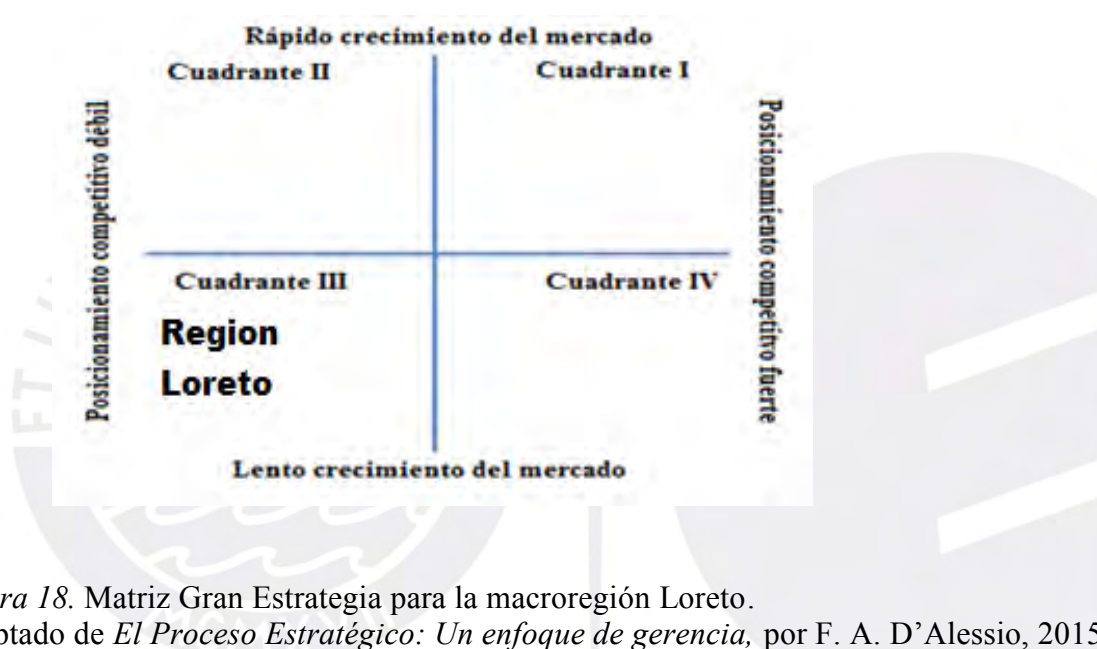 Rápido crecimiento del mercado
Cuadrante II
Cuadrante I
Posicionamiento competitivo débil
Posicionamiento competitivo fuerte
Cuadrante III
Cuadrante IV
Region
Loreto
Lento crecimiento del mercado
ra 18. Matriz Gran Estrategia para la macroregión Loreto.
ptado de El Proceso Estratégico: Un enfoque de gerencia, por F. A. D’Alessio, 2015